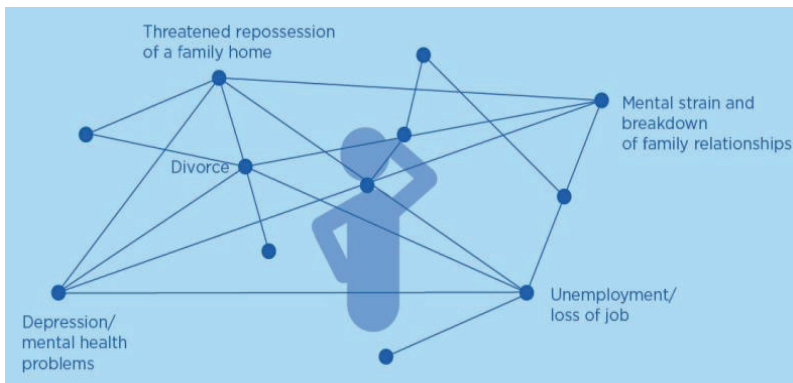 Threatened repossession
of a family home
Mental strain and
breakdown
of family relationships
Divorce
Unemployment/
loss of job
Depression/
mental health
problems